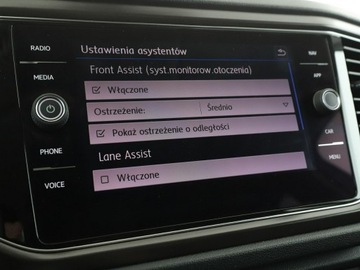 RADIO
MEDIA
PHONE
VOICE
Ustawienia asystentów
Front Assist (syst.monitorow.otoczenia)
Włączone
Ostrzeżenie: Średnio
Pokaż ostrzeżenie o odległości
Lane Assist
Włączone
NAV
APP
CAR
MENU